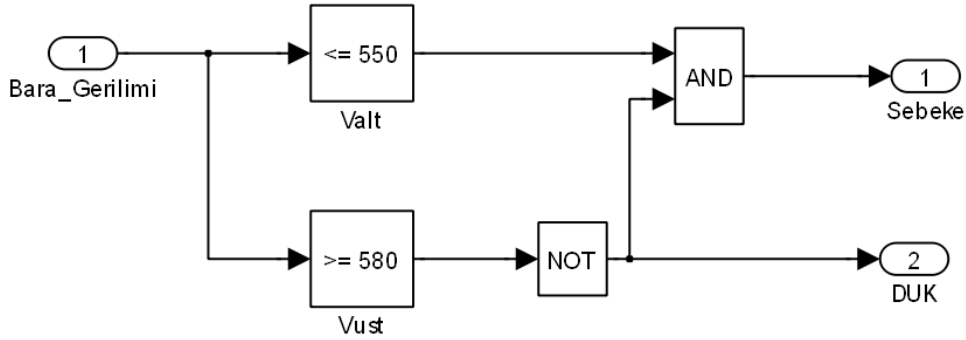 1
Bara_Gerilimi
<= 550
Valt
AND
1
Sebeke
>= 580
Vust
NOT
2
DUK